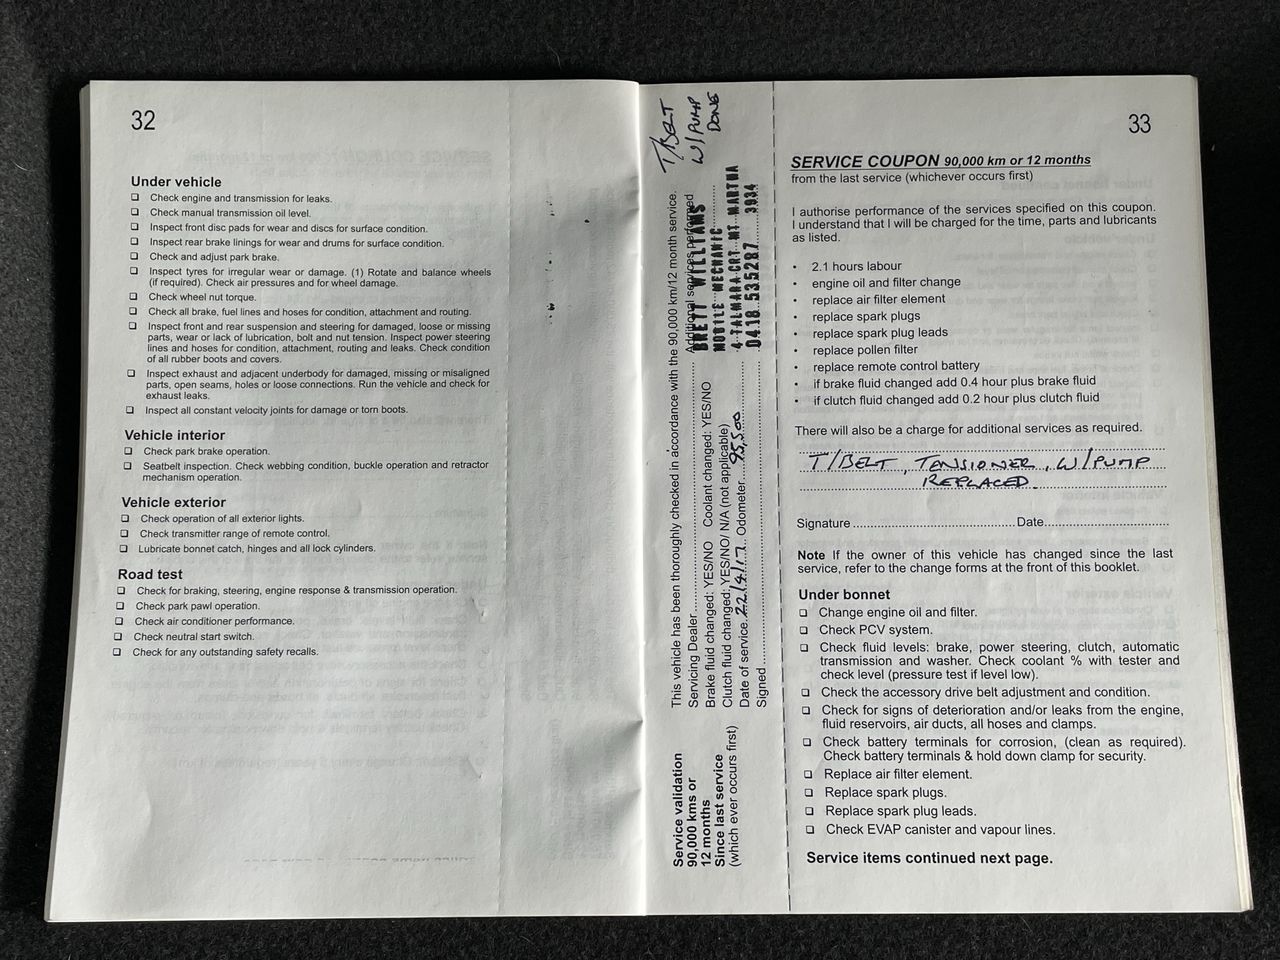 32
Under vehicle
Check engine and transmission for leaks.
Check manual transmission oil level.
Inspect front disc pads for wear and discs for surface condition.
Inspect rear brake linings for wear and drums for surface condition.
Check and adjust park brake.
Inspect tyres for irregular wear or damage. (1) Rotate and balance wheels
(if required). Check air pressures and for wheel damage.
Check wheel nut torque.
Check all brake, fuel lines and hoses for condition, attachment and routing.
Inspect front and rear suspension and steering for damaged, loose or missing
parts, wear or lack of lubrication, bolt and nut tension. Inspect power steering
lines and hoses for condition, attachment, routing and leaks. Check condition
of all rubber boots and covers.
Inspect exhaust and adjacent underbody for damaged, missing or misaligned
parts, open seams, holes or loose connections. Run the vehicle and check for
exhaust leaks.
Inspect all constant velocity joints for damage or torn boots.
Vehicle interior
Check park brake operation.
Seatbelt inspection. Check webbing condition, buckle operation and retractor
mechanism operation.
Vehicle exterior
Check operation of all exterior lights.
Check transmitter range of remote control.
Lubricate bonnet catch, hinges and all lock cylinders.
Road test
Check for braking, steering, engine response & transmission operation.
Check park pawl operation.
Check air conditioner performance.
Check neutral start switch.
Check for any outstanding safety recalls.
T/BELT
W/PUMP
DONE
Service validation
90,000 kms or
12 months
Since last service
(which ever occurs first)
This vehicle has been thoroughly checked in accordance with the 90,000 km/12 month service.
Servicing Dealer........ Additional services performed
Brake fluid changed: YES/NO Coolant changed: YES/NO
Clutch fluid changed: YES/NO/ N/A (not applicable)
Date of service 22/4/17 Odometer 95,500
Signed
BRETT WILLIAMS
MOBILE MECHANIC
4 TALMARA CRT MT MARTHA
0418 535287 3934
33
SERVICE COUPON 90,000 km or 12 months
from the last service (whichever occurs first)
I authorise performance of the services specified on this coupon.
I understand that I will be charged for the time, parts and lubricants
as listed.
• 2.1 hours labour
• engine oil and filter change
• replace air filter element
• replace spark plugs
• replace spark plug leads
• replace pollen filter
• replace remote control battery
• if brake fluid changed add 0.4 hour plus brake fluid
• if clutch fluid changed add 0.2 hour plus clutch fluid
There will also be a charge for additional services as required.
T/BELT, TENSIONER, W/PUMP
REPLACED
Signature........ Date........
Note If the owner of this vehicle has changed since the last
service, refer to the change forms at the front of this booklet.
Under bonnet
Change engine oil and filter.
Check PCV system.
Check fluid levels: brake, power steering, clutch, automatic
transmission and washer. Check coolant % with tester and
check level (pressure test if level low).
Check the accessory drive belt adjustment and condition.
Check for signs of deterioration and/or leaks from the engine,
fluid reservoirs, air ducts, all hoses and clamps.
Check battery terminals for corrosion, (clean as required).
Check battery terminals & hold down clamp for security.
Replace air filter element.
Replace spark plugs.
Replace spark plug leads.
Check EVAP canister and vapour lines.
Service items continued next page.